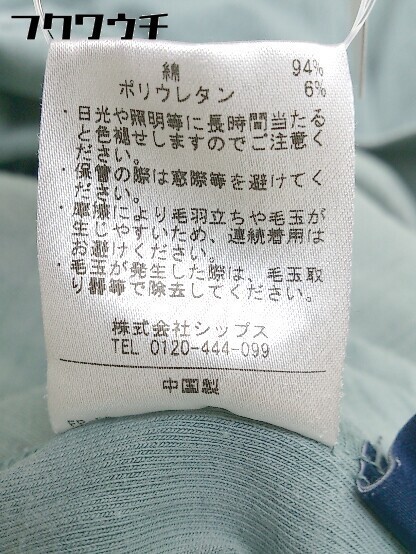 フクワウチ
綿 94%
ポリウレタン 6%
・日光や照明等に長時間当たる
と色褪せしますのでご注意く
ださい。
・保管の際は窓際等を避けてく
ださい。
・摩擦により毛羽立ちや毛玉が
生じやすいため、連続着用は
お避けください。
・毛玉が発生した際は、毛玉取
り器等で除去してください。
株式会社シップス
TEL 0120-444-099
中国製